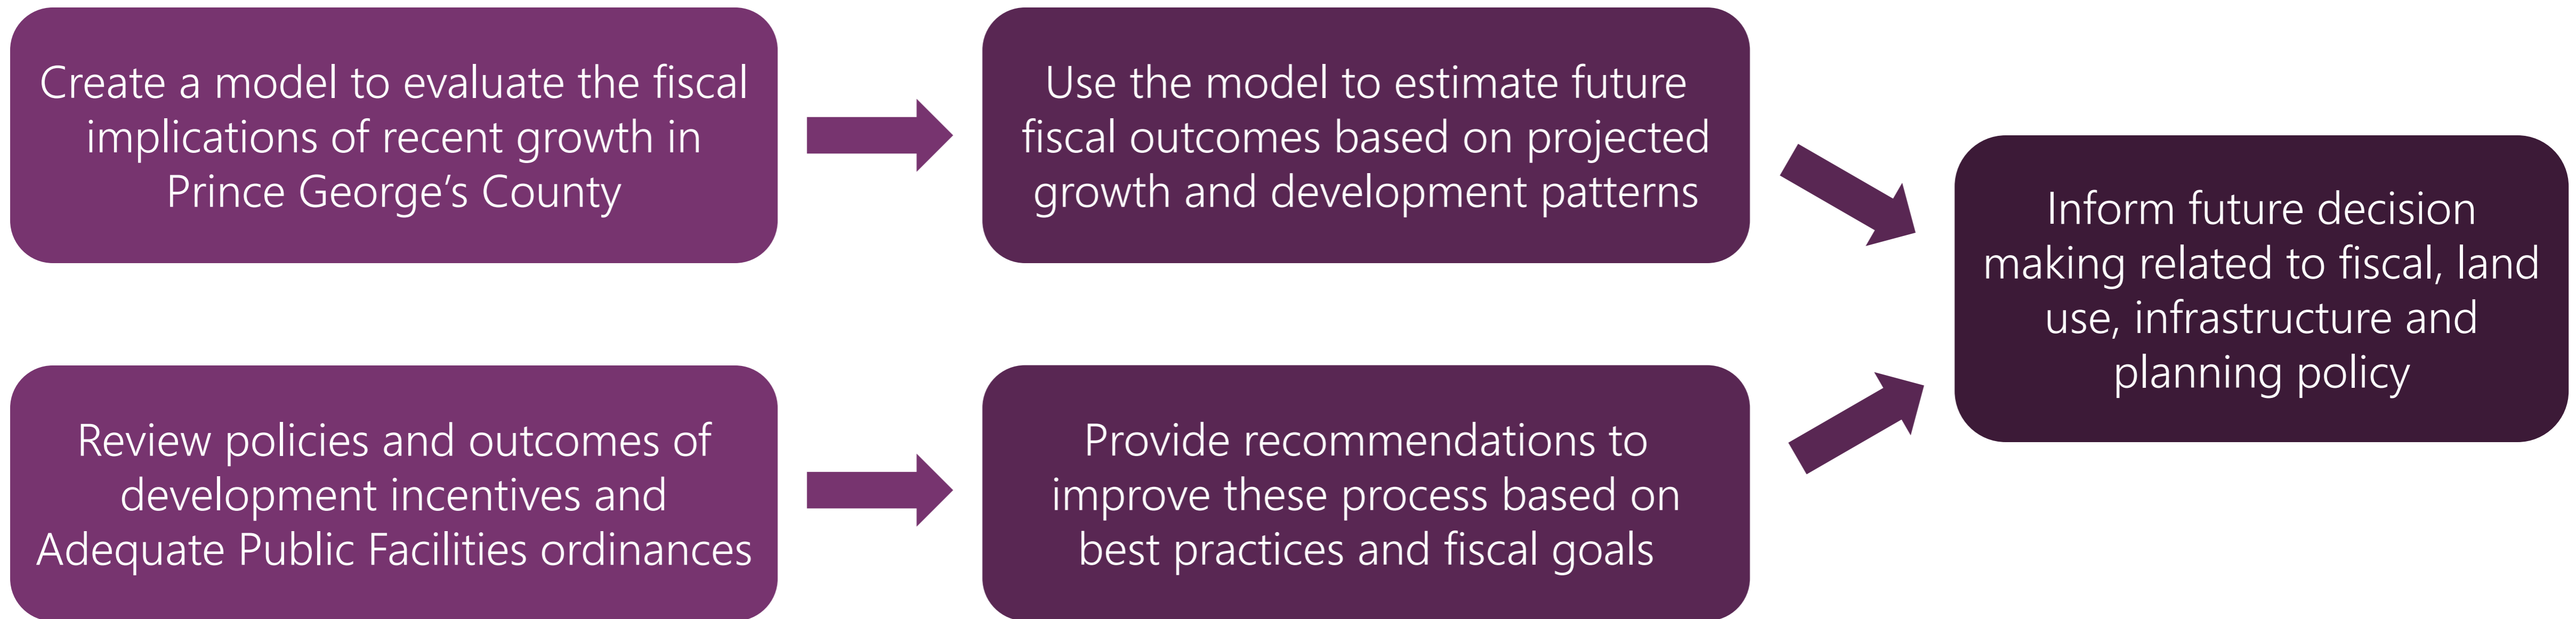 Create a model to evaluate the fiscal
implications of recent growth in
Prince George’s County
Use the model to estimate future
fiscal outcomes based on projected
growth and development patterns
Review policies and outcomes of
development incentives and
Adequate Public Facilities ordinances
Provide recommendations to
improve these process based on
best practices and fiscal goals
Inform future decision
making related to fiscal, land
use, infrastructure and
planning policy